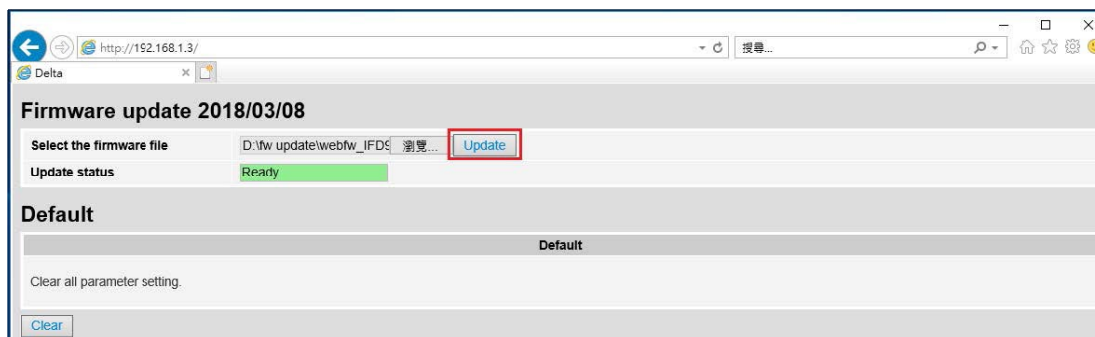 http://192.168.1.3/
搜尋...
Delta
Firmware update 2018/03/08
Select the firmware file D:\fw update\webfw_IFD9 瀏覽... Update
Update status Ready
Default
Default
Clear all parameter setting.
Clear